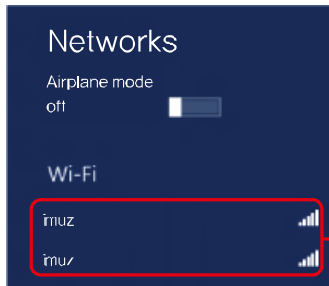 Networks
Airplane mode
off
Wi-Fi
imuz
imuz